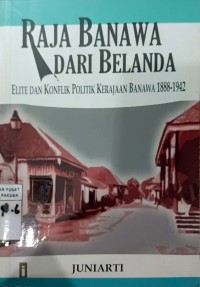 RAJA BANAWA
DARI BELANDA
ELITE DAN KONFLIK POLITIK KERAJAAN BANAWA 1888-1942
JUNIARTI